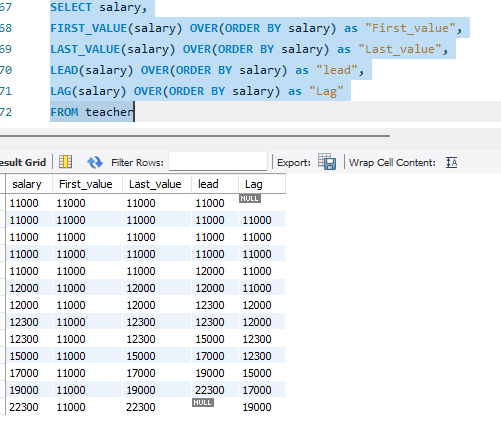 67 SELECT salary,
68 FIRST_VALUE(salary) OVER(ORDER BY salary) as "First_value",
69 LAST_VALUE(salary) OVER(ORDER BY salary) as "Last_value",
70 LEAD(salary) OVER(ORDER BY salary) as "lead",
71 LAG(salary) OVER(ORDER BY salary) as "Lag"
72 FROM teacher
esult Grid Filter Rows: Export: Wrap Cell Content:
salary First_value Last_value lead Lag
11000 11000 11000 11000 NULL
11000 11000 11000 11000 11000
11000 11000 11000 11000 11000
11000 11000 11000 11000 11000
11000 11000 11000 12000 11000
12000 11000 12000 12000 11000
12000 11000 12000 12300 12000
12300 11000 12300 12300 12000
12300 11000 12300 15000 12300
15000 11000 15000 17000 12300
17000 11000 17000 19000 15000
19000 11000 19000 22300 17000
22300 11000 22300 NULL 19000